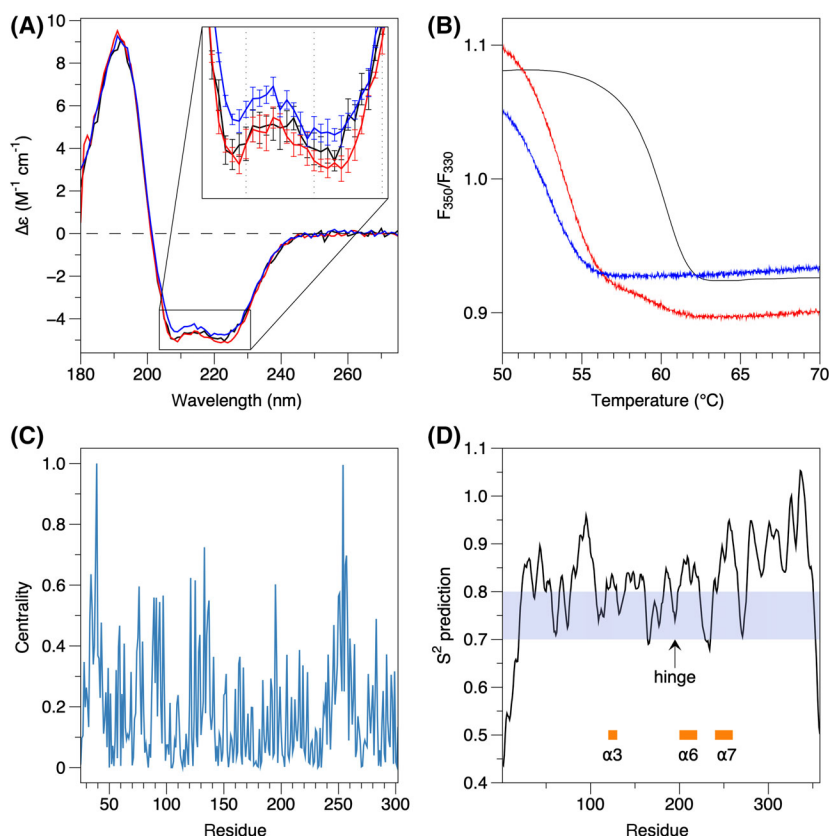 (A)
10
8
6
4
2
0
-2
-4
Δε (M⁻¹ cm⁻¹)
180 200 220 240 260
Wavelength (nm)
(B)
1.1
1.0
0.9
F₃₅₀/F₃₃₀
50 55 60 65 70
Temperature (°C)
(C)
1.0
0.8
0.6
0.4
0.2
0
Centrality
50 100 150 200 250 300
Residue
(D)
1.1
1.0
0.9
0.8
0.7
0.6
0.5
0.4
S² prediction
hinge
α3 α6 α7
100 200 300
Residue